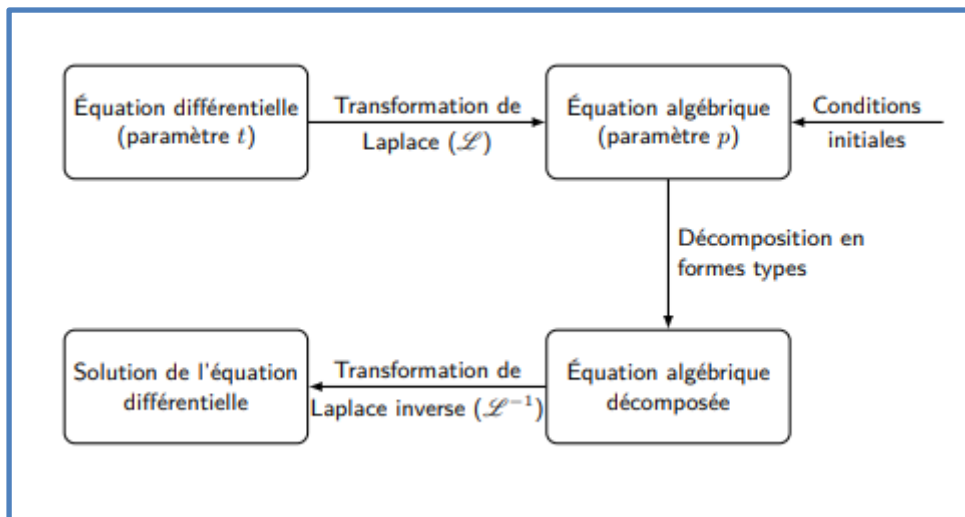 Équation différentielle
(paramètre t)
Transformation de
Laplace (ℒ)
Équation algébrique
(paramètre p)
Conditions
initiales
Décomposition en
formes types
Solution de l'équation
différentielle
Transformation de
Laplace inverse (ℒ⁻¹)
Équation algébrique
décomposée